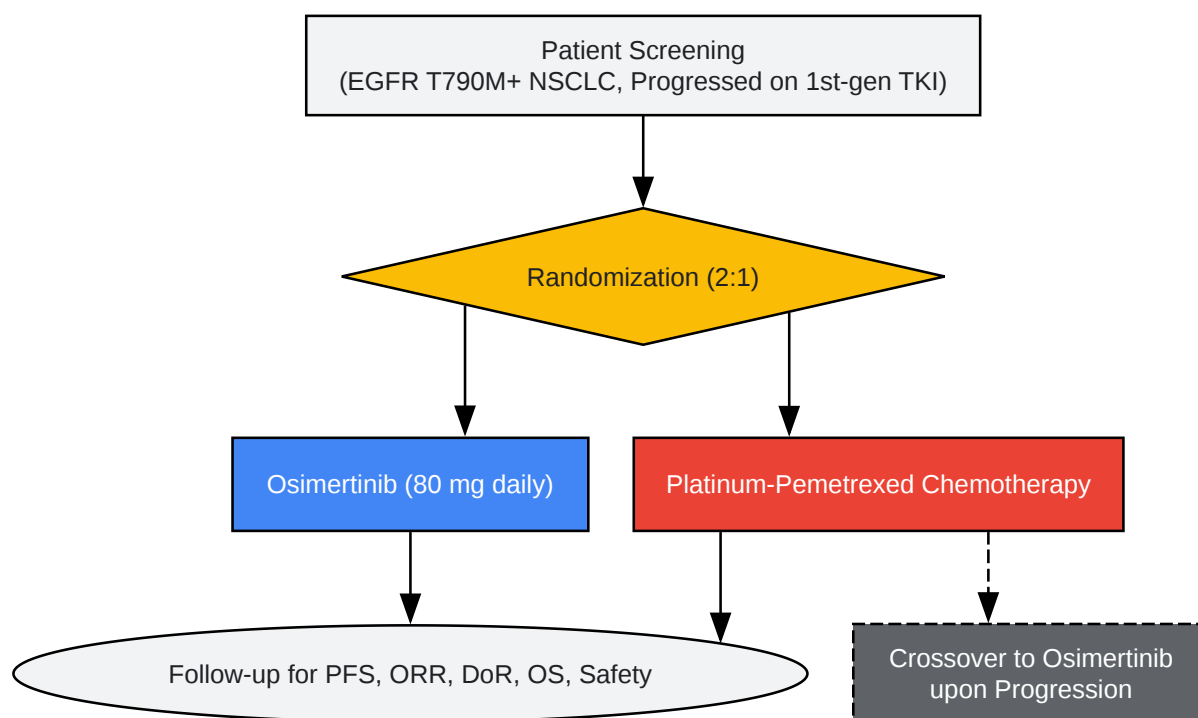 Patient Screening
(EGFR T790M+ NSCLC, Progressed on 1st-gen TKI)
Randomization (2:1)
Osimertinib (80 mg daily)
Platinum-Pemetrexed Chemotherapy
Follow-up for PFS, ORR, DoR, OS, Safety
Crossover to Osimertinib
upon Progression